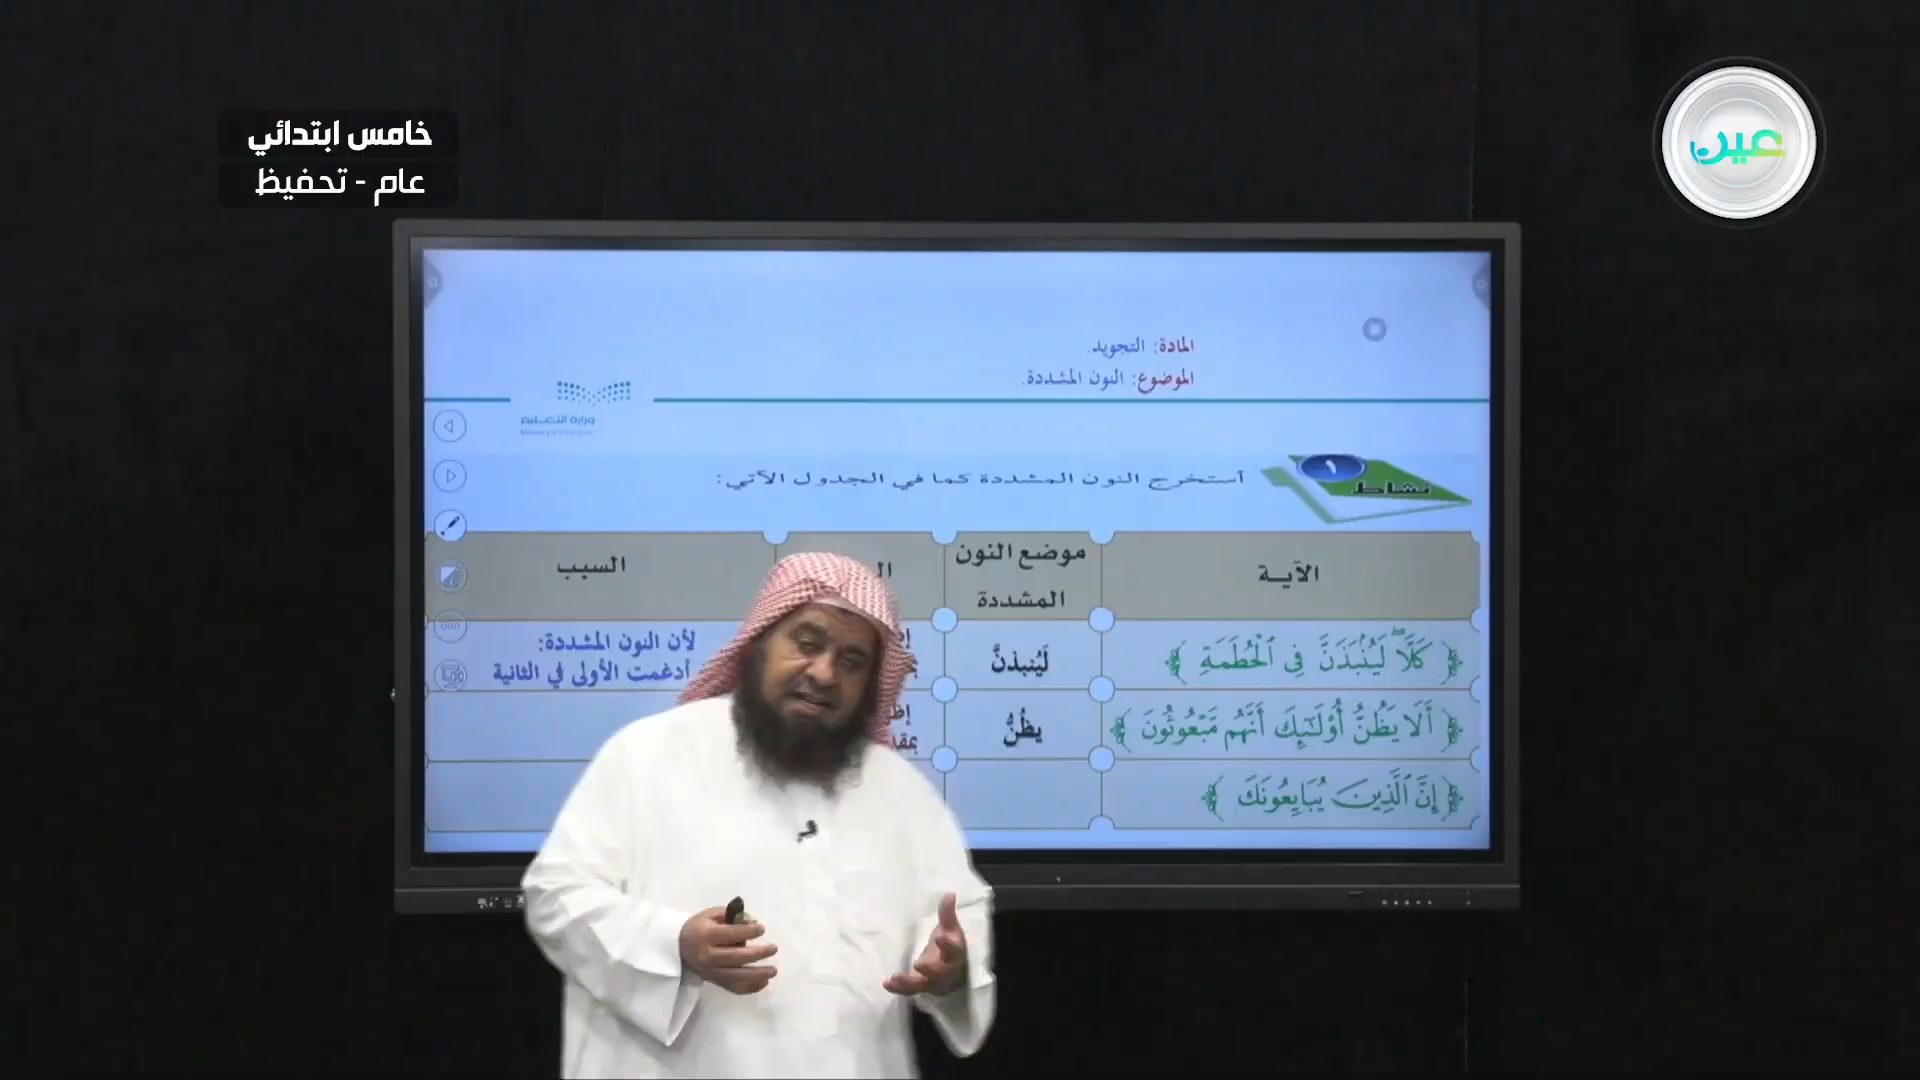 خامس ابتدائي
عام - تحفيظ
عين
المادة: التجويد.
الموضوع: النون المشددة.
وزارة التعليم
نشاط ١
أستخرج النون المشددة كما في الجدول الآتي:
الآية
موضع النون المشددة
السبب
﴿ كَلَّا لَيُنۢبَذَنَّ فِى ٱلْحُطَمَةِ ﴾
لَيُنبذنَّ
لأن النون المشددة:
أدغمت الأولى في الثانية
﴿ أَلَا يَظُنُّ أُو۟لَٰٓئِكَ أَنَّهُم مَّبْعُوثُونَ ﴾
يظُنُّ
﴿ إِنَّ ٱلَّذِينَ يُبَايِعُونَكَ ﴾